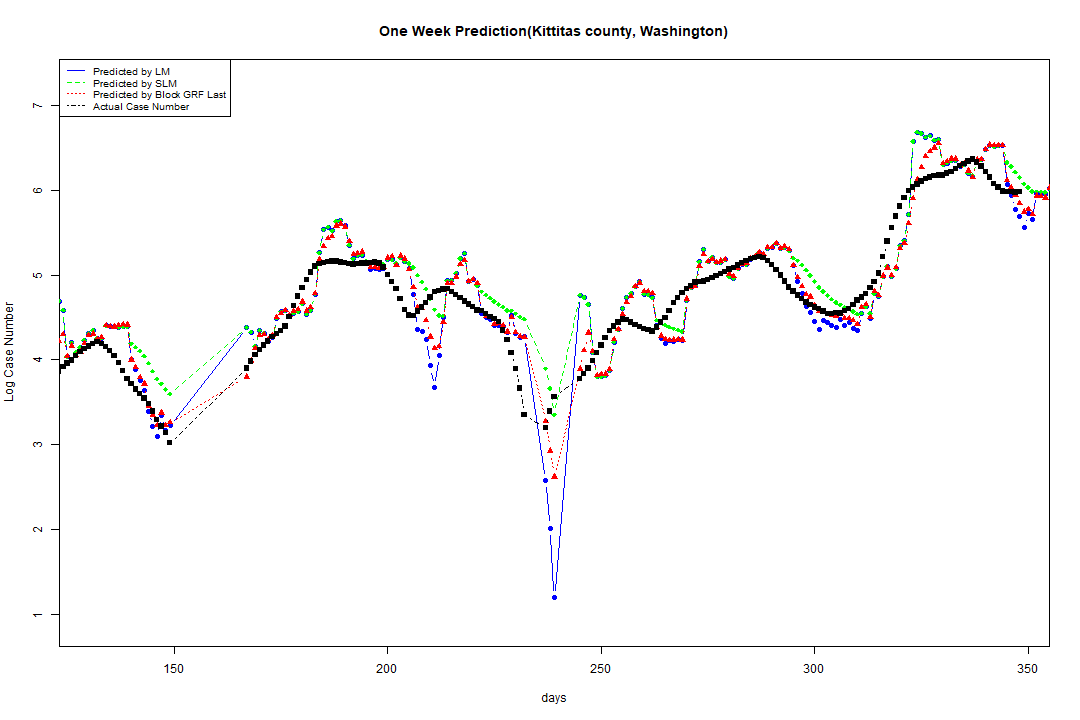 One Week Prediction(Kittitas county, Washington)
Predicted by LM
Predicted by SLM
Predicted by Block GRF Last
Actual Case Number
7
6
5
4
3
2
1
Log Case Number
150 200 250 300 350
days